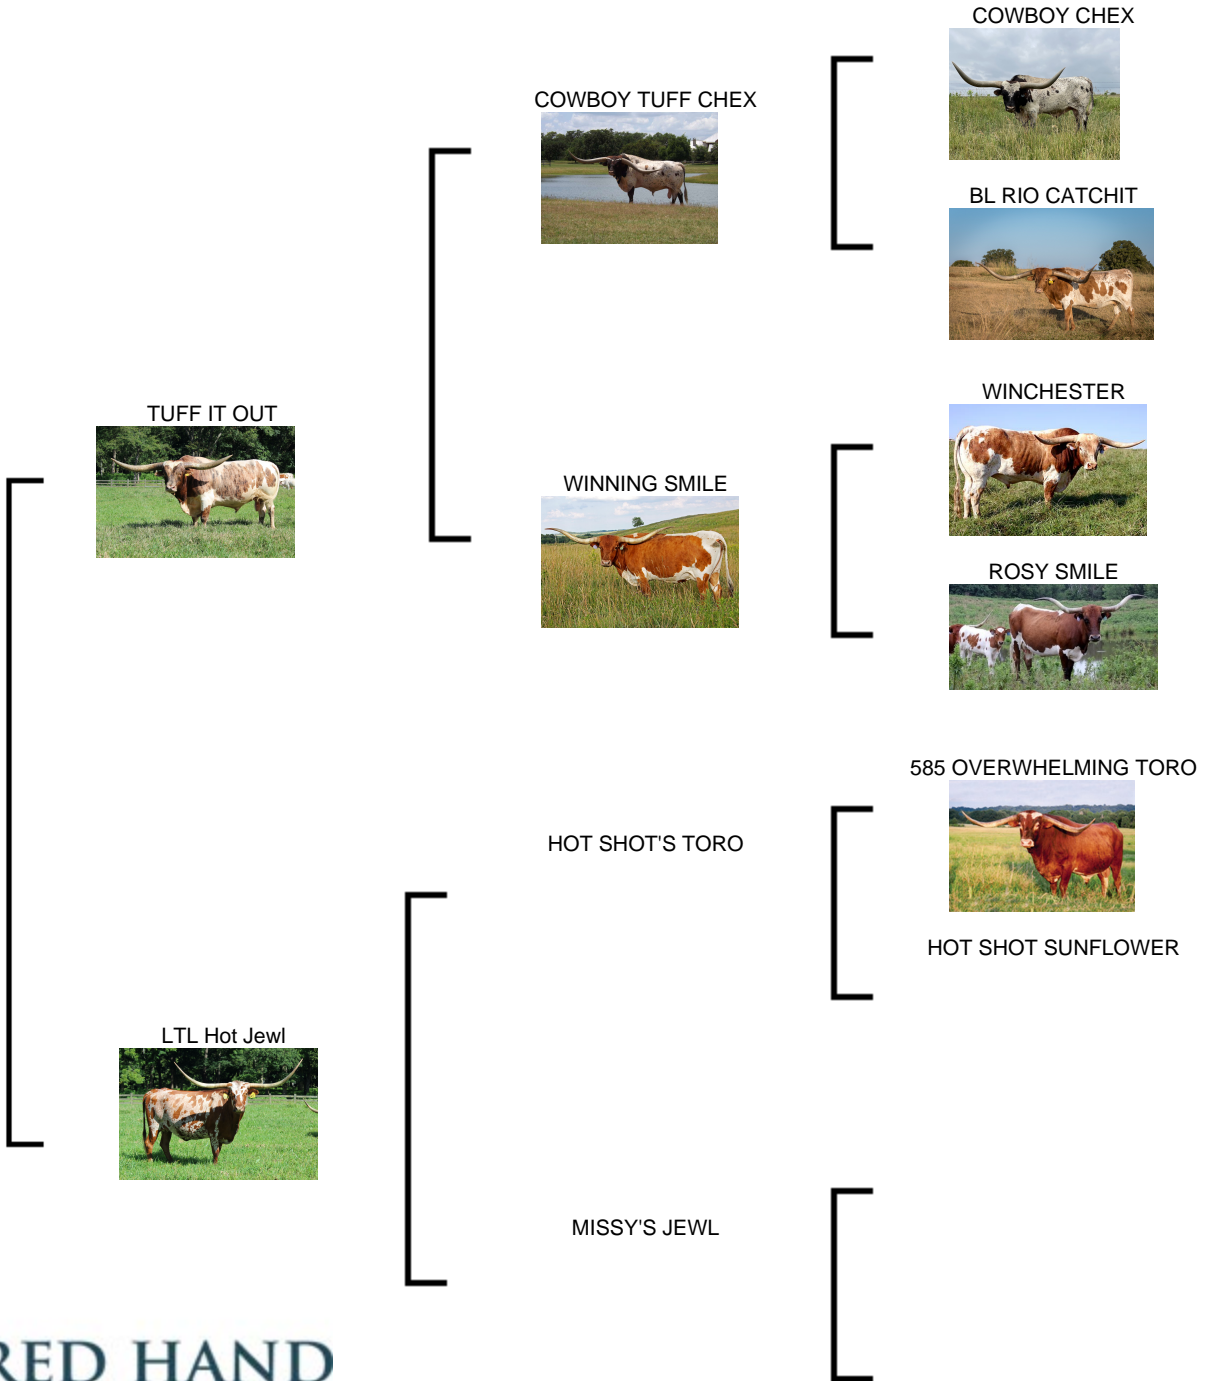 COWBOY CHEX
COWBOY TUFF CHEX
BL RIO CATCHIT
TUFF IT OUT
WINCHESTER
WINNING SMILE
ROSY SMILE
585 OVERWHELMING TORO
HOT SHOT'S TORO
HOT SHOT SUNFLOWER
LTL Hot Jewl
MISSY'S JEWL
RED HAND